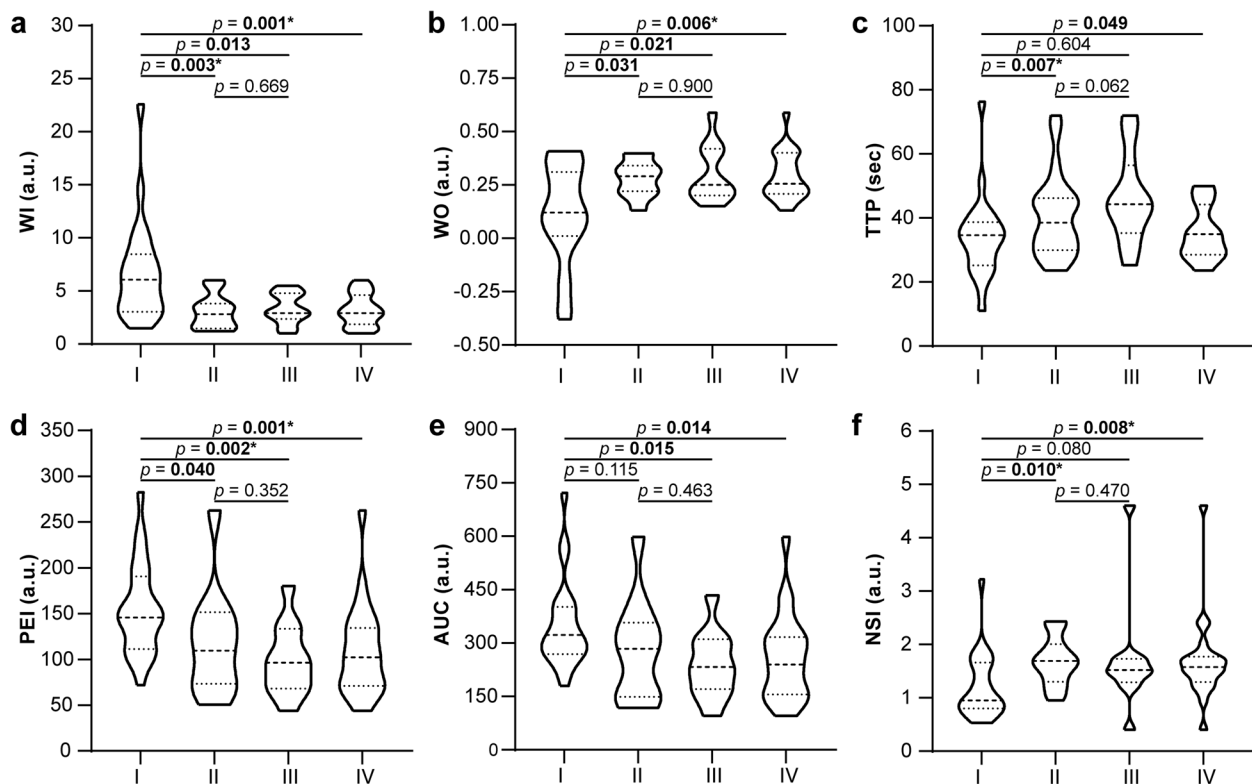 a
WI (a.u.)
30
25
20
15
10
5
0
p = 0.001*
p = 0.013
p = 0.003*
p = 0.669
I II III IV
b
WO (a.u.)
1.00
0.75
0.50
0.25
0.00
-0.25
-0.50
p = 0.006*
p = 0.021
p = 0.031
p = 0.900
I II III IV
c
TTP (sec)
100
80
60
40
20
0
p = 0.049
p = 0.604
p = 0.007*
p = 0.062
I II III IV
d
PEI (a.u.)
350
300
250
200
150
100
50
0
p = 0.001*
p = 0.002*
p = 0.040
p = 0.352
I II III IV
e
AUC (a.u.)
900
750
600
450
300
150
0
p = 0.014
p = 0.015
p = 0.115
p = 0.463
I II III IV
f
NSI (a.u.)
6
5
4
3
2
1
0
p = 0.008*
p = 0.080
p = 0.010*
p = 0.470
I II III IV